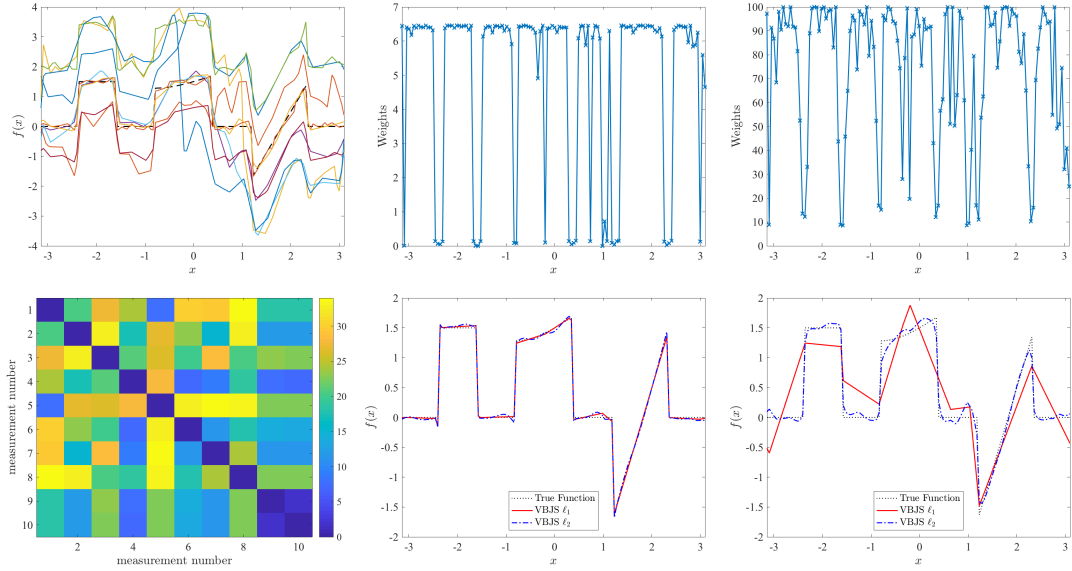 4
3
2
1
0
-1
-2
-3
-4
f(x)
-3 -2 -1 0 1 2 3
x
7
6
5
4
3
2
1
0
Weights
-3 -2 -1 0 1 2 3
x
100
90
80
70
60
50
40
30
20
10
0
Weights
-3 -2 -1 0 1 2 3
x
1
2
3
4
5
6
7
8
9
10
measurement number
2 4 6 8 10
measurement number
30
25
20
15
10
5
0
2
1.5
1
0.5
0
-0.5
-1
-1.5
-2
f(x)
True Function
VBJS ℓ₁
VBJS ℓ₂
-3 -2 -1 0 1 2 3
x
2
1.5
1
0.5
0
-0.5
-1
-1.5
-2
f(x)
True Function
VBJS ℓ₁
VBJS ℓ₂
-3 -2 -1 0 1 2 3
x